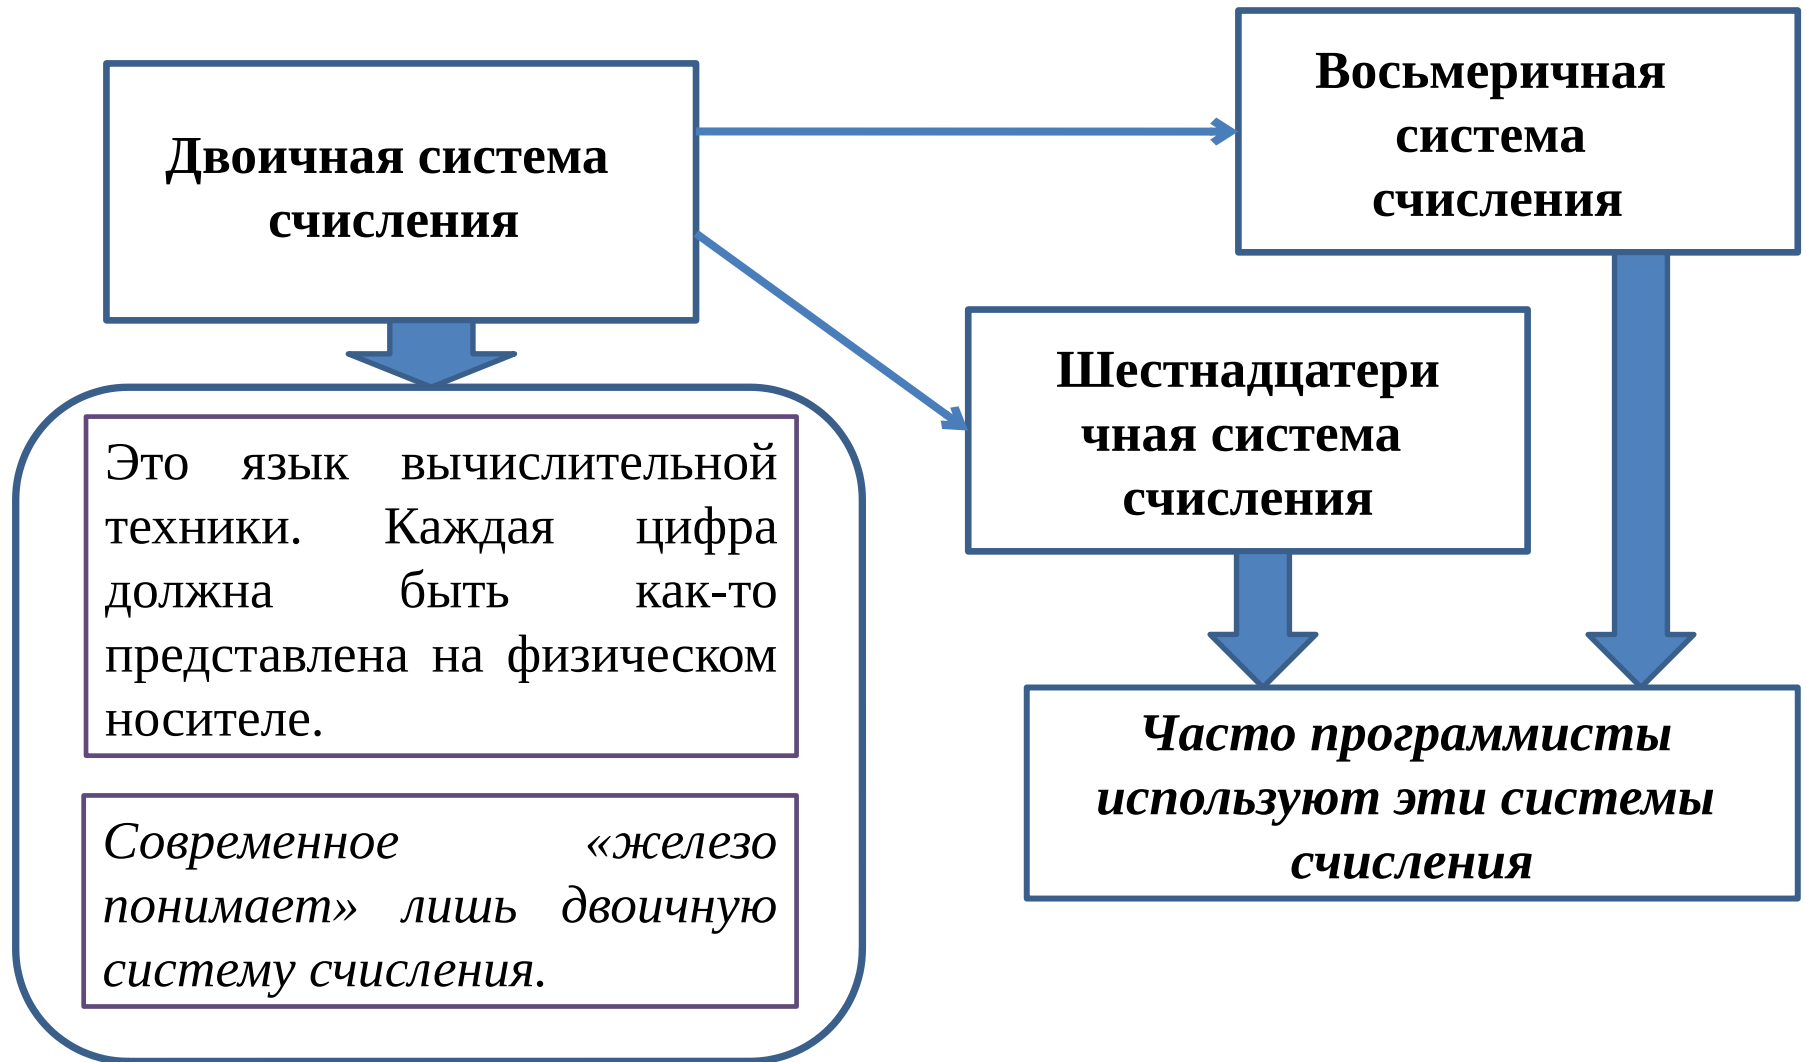 Двоичная система
счисления
Восьмеричная
система
счисления
Шестнадцатери
чная система
счисления
Это язык вычислительной
техники. Каждая цифра
должна быть как-то
представлена на физическом
носителе.
Современное «железо
понимает» лишь двоичную
систему счисления.
Часто программисты
используют эти системы
счисления